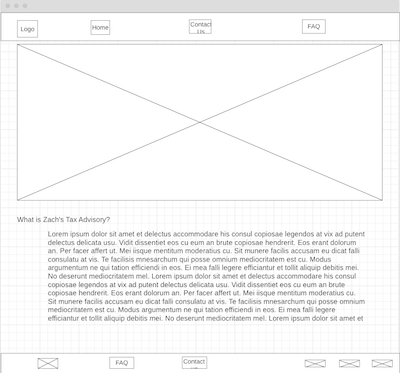 Logo
Home
Contact
Us
FAQ
What is Zach's Tax Advisory?
Lorem ipsum dolor sit amet et delectus accommodare his consul copiosae legendos at vix ad putent
delectus delicata usu. Vidit dissentiet eos cu eum an brute copiosae hendrerit. Eos erant dolorum
an. Per facer affert ut. Mei iisque mentitum moderatius cu. Sit munere facilis accusam eu dicat falli
consulatu at vis. Te facilisis mnesarchum qui posse omnium mediocritatem est cu. Modus
argumentum ne qui tation efficiendi in eos. Ei mea falli legere efficiantur et tollit aliquip debitis mei.
No deserunt mediocritatem mel. Lorem ipsum dolor sit amet et delectus accommodare his consul
copiosae legendos at vix ad putent delectus delicata usu. Vidit dissentiet eos cu eum an brute
copiosae hendrerit. Eos erant dolorum an. Per facer affert ut. Mei iisque mentitum moderatius cu.
Sit munere facilis accusam eu dicat falli consulatu at vis. Te facilisis mnesarchum qui posse omnium
mediocritatem est cu. Modus argumentum ne qui tation efficiendi in eos. Ei mea falli legere
efficiantur et tollit aliquip debitis mei. No deserunt mediocritatem mel. Lorem ipsum dolor sit amet et
FAQ
Contact